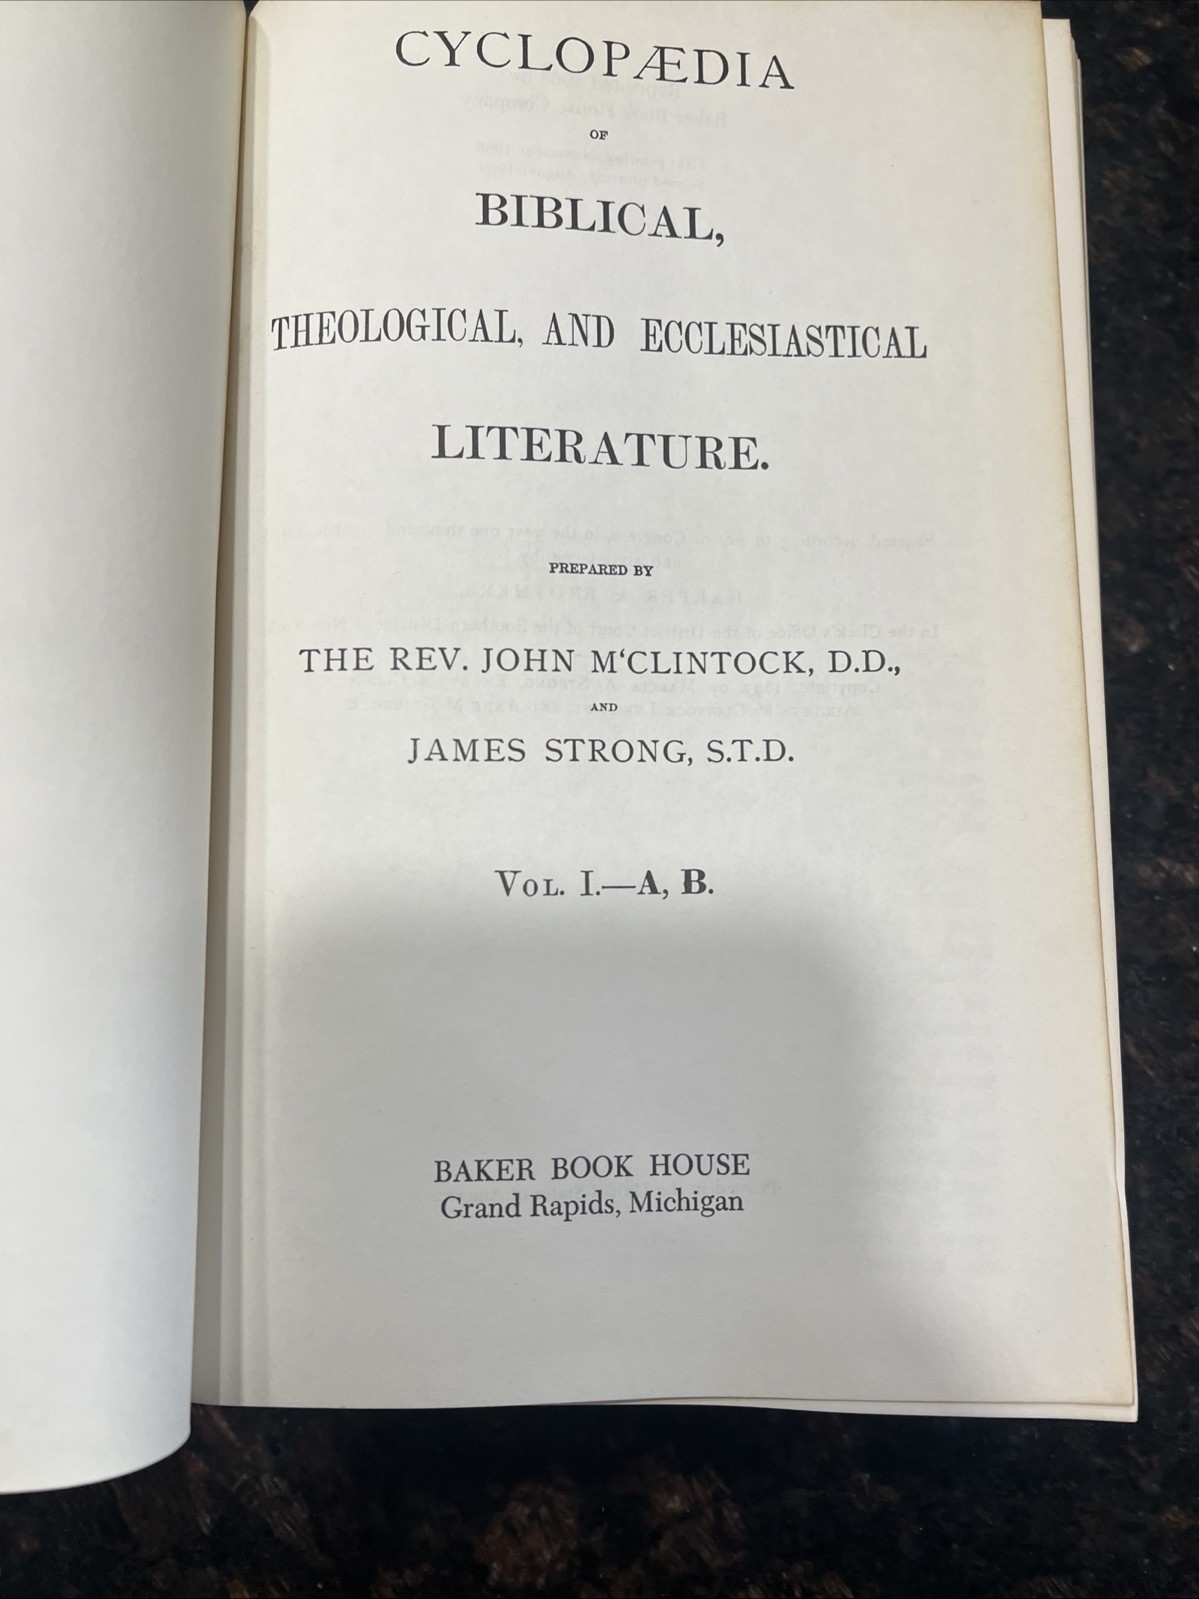 CYCLOPÆDIA
OF
BIBLICAL,
THEOLOGICAL, AND ECCLESIASTICAL
LITERATURE.
PREPARED BY
THE REV. JOHN M‘CLINTOCK, D.D.,
AND
JAMES STRONG, S.T.D.
VOL. I.—A, B.
BAKER BOOK HOUSE
Grand Rapids, Michigan